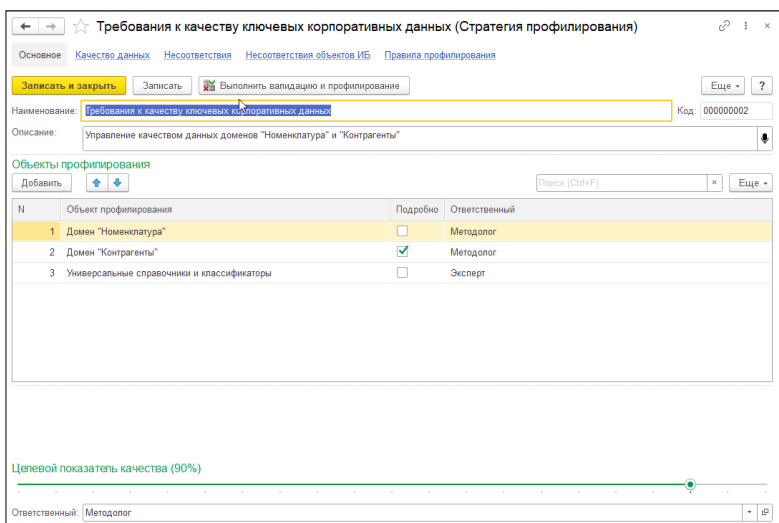 Требования к качеству ключевых корпоративных данных (Стратегия профилирования)
Основное Качество данных Несоответствия Несоответствия объектов ИБ Правила профилирования
Записать и закрыть Записать Выполнить валидацию и профилирование Еще ?
Наименование: Требования к качеству ключевых корпоративных данных Код: 000000002
Описание: Управление качеством данных доменов "Номенклатура" и "Контрагенты"
Объекты профилирования
Добавить Поиск (Ctrl+F) × Еще
N Объект профилирования Подробно Ответственный
1 Домен "Номенклатура" Методолог
2 Домен "Контрагенты" Методолог
3 Универсальные справочники и классификаторы Эксперт
Целевой показатель качества (90%)
Ответственный: Методолог